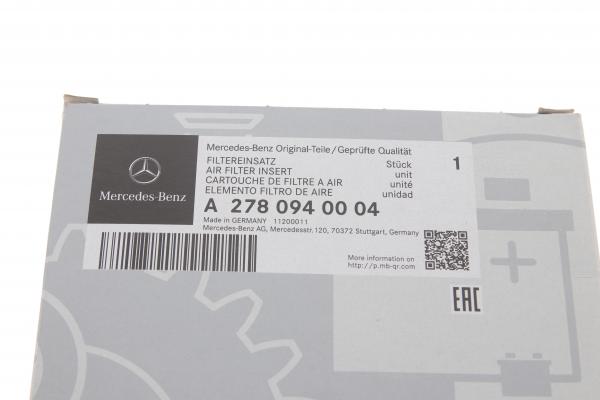 Mercedes-Benz Original-Teile/Geprüfte Qualität
FILTEREINSATZ Stück 1
AIR FILTER INSERT unit
CARTOUCHE DE FILTRE A AIR unité
ELEMENTO FILTRO DE AIRE unidad
Mercedes-Benz
A 278 094 00 04
Made in GERMANY 11200011
Mercedes-Benz AG, Mercedesstr.120, 70372 Stuttgart, Germany
More information on
http://p.mb-qr.com
EAC